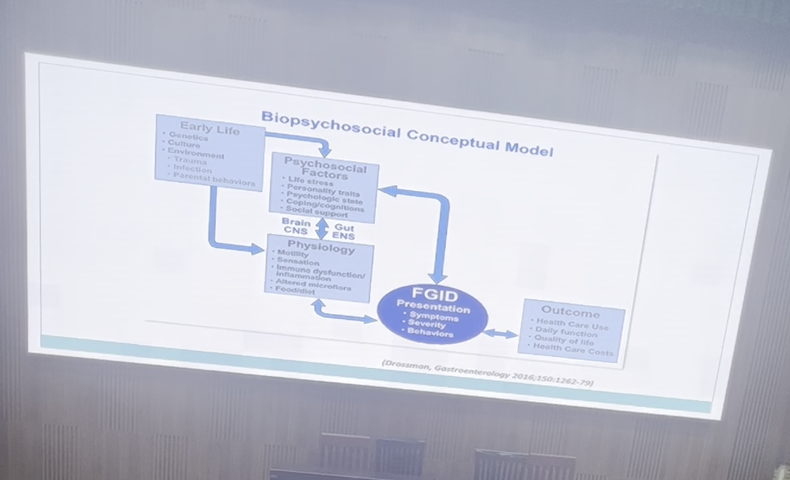 Biopsychosocial Conceptual Model
Early Life
• Genetics
• Culture
• Environment
• Trauma
• Infection
• Parental behaviors
Psychosocial
Factors
• Life stress
• Personality traits
• Psychologic state
• Coping/cognitions
• Social support
Brain Gut
CNS ENS
Physiology
• Motility
• Sensation
• Immune dysfunction/
Inflammation
• Altered microflora
• Food/diet
FGID
Presentation
• Symptoms
• Severity
• Behaviors
Outcome
• Health Care Use
• Daily function
• Quality of life
• Health Care Costs
(Drossman, Gastroenterology 2016;150:1262-79)